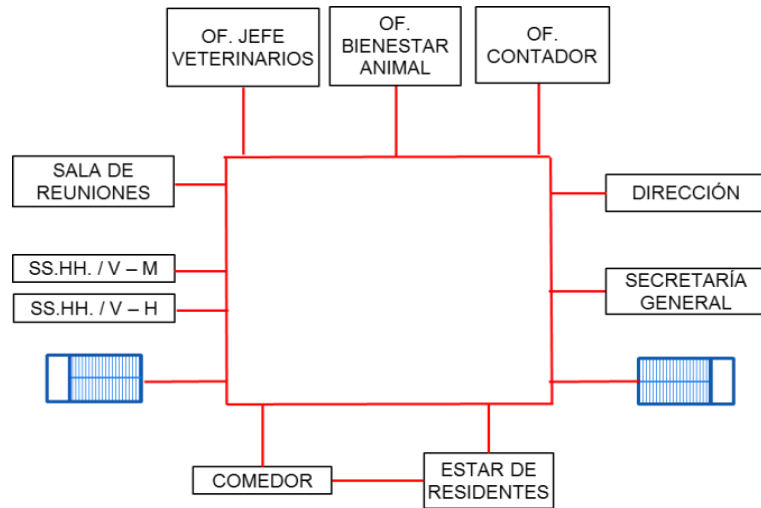 OF. JEFE
VETERINARIOS
OF.
BIENESTAR
ANIMAL
OF.
CONTADOR
SALA DE
REUNIONES
DIRECCIÓN
SS.HH. / V – M
SECRETARÍA
GENERAL
SS.HH. / V – H
COMEDOR
ESTAR DE
RESIDENTES